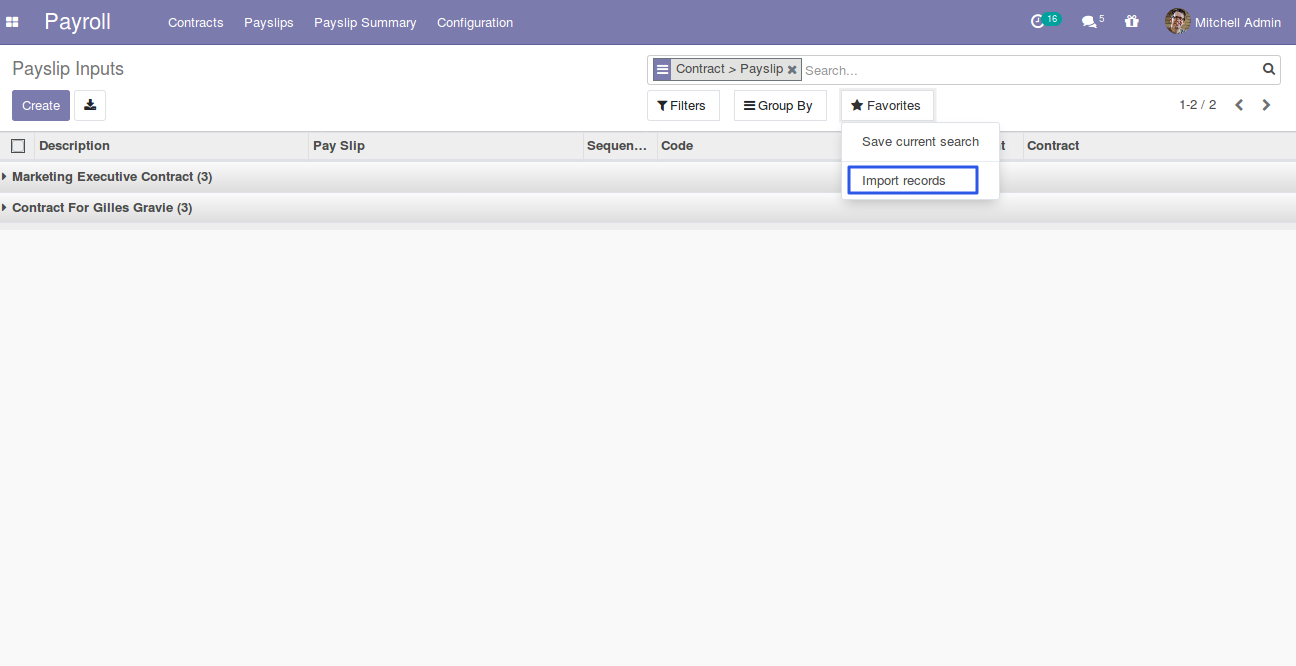 Payroll Contracts Payslips Payslip Summary Configuration 16 5 Mitchell Admin
Payslip Inputs
Contract > Payslip Search...
Create Filters Group By Favorites 1-2 / 2
Save current search
Import records
Description Pay Slip Sequen... Code t Contract
Marketing Executive Contract (3)
Contract For Gilles Gravie (3)